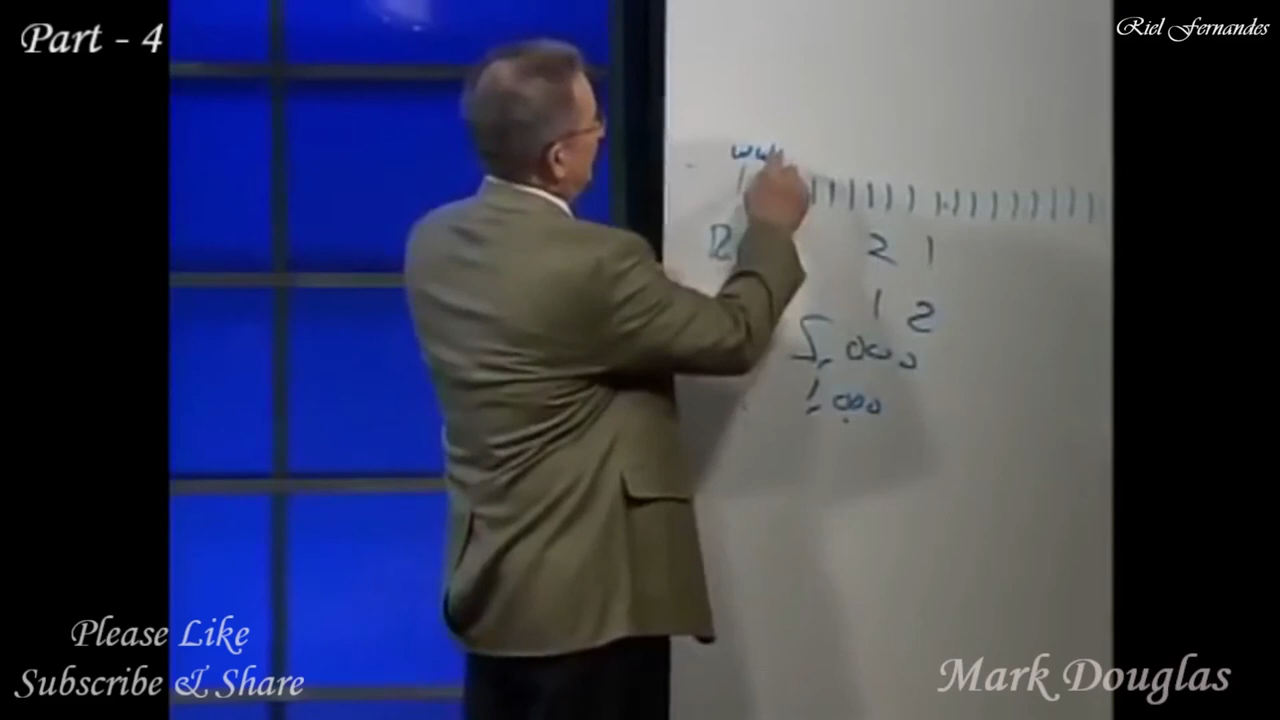 Part - 4
Riel Fernandes
w w
2 1
1 2
5,000
1,000
Please Like
Subscribe & Share
Mark Douglas